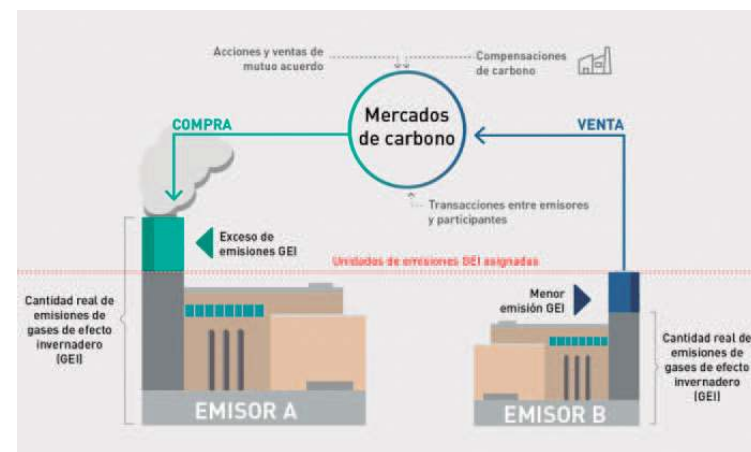 Acciones y ventas de
mutuo acuerdo
Compensaciones
de carbono
Mercados
de carbono
COMPRA
VENTA
Transacciones entre emisores
y participantes
Exceso de
emisiones GEI
Unidades de emisiones GEI asignadas
Menor
emisión GEI
Cantidad real de
emisiones de
gases de efecto
invernadero
(GEI)
Cantidad real de
emisiones de
gases de efecto
invernadero
(GEI)
EMISOR A
EMISOR B